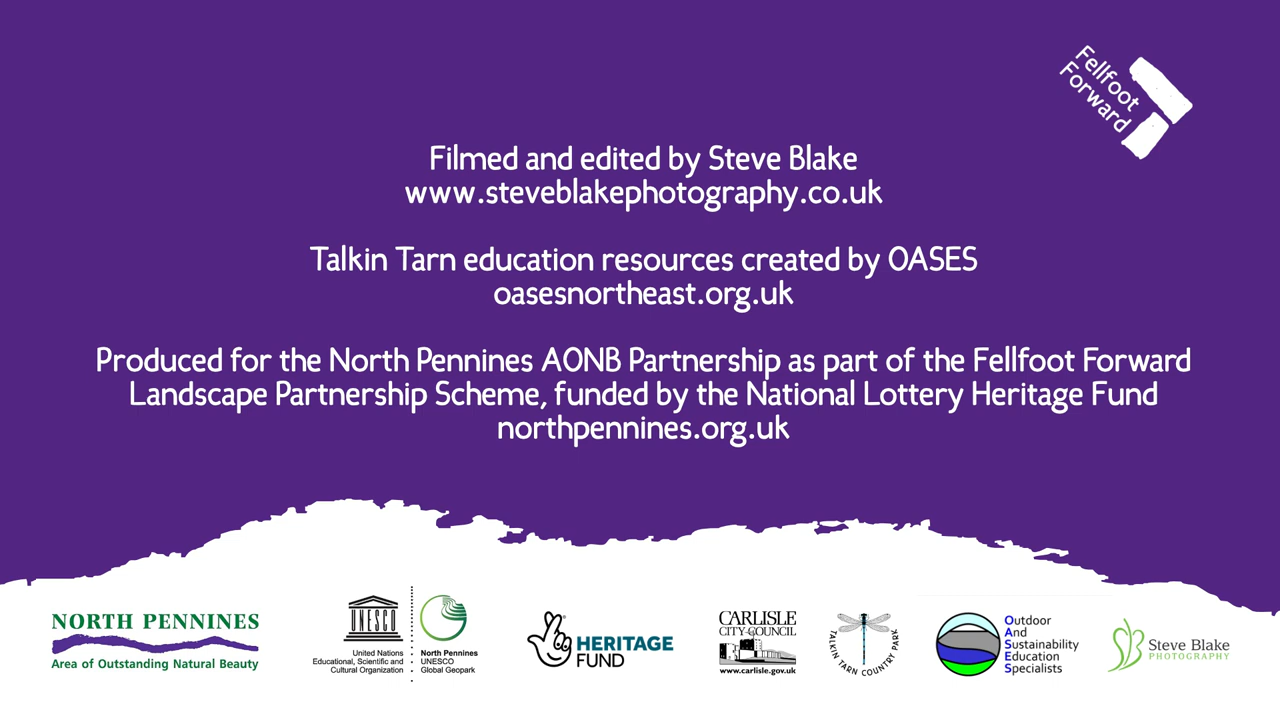 Fellfoot
Forward
Filmed and edited by Steve Blake
www.steveblakephotography.co.uk
Talkin Tarn education resources created by OASES
oasesnortheast.org.uk
Produced for the North Pennines AONB Partnership as part of the Fellfoot Forward
Landscape Partnership Scheme, funded by the National Lottery Heritage Fund
northpennines.org.uk
NORTH PENNINES
Area of Outstanding Natural Beauty
UNESCO
United Nations
Educational, Scientific and
Cultural Organization
North Pennines
UNESCO
Global Geopark
HERITAGE
FUND
CARLISLE
CITY COUNCIL
www.carlisle.gov.uk
TALKIN TARN COUNTRY PARK
Outdoor
And
Sustainability
Education
Specialists
Steve Blake
PHOTOGRAPHY